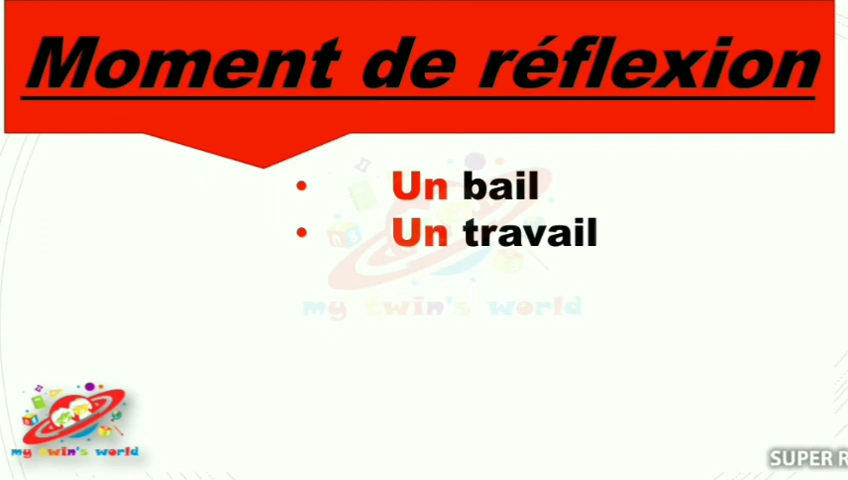 Moment de réflexion
• Un bail
• Un travail
my twin's world
my twin's world
SUPER R